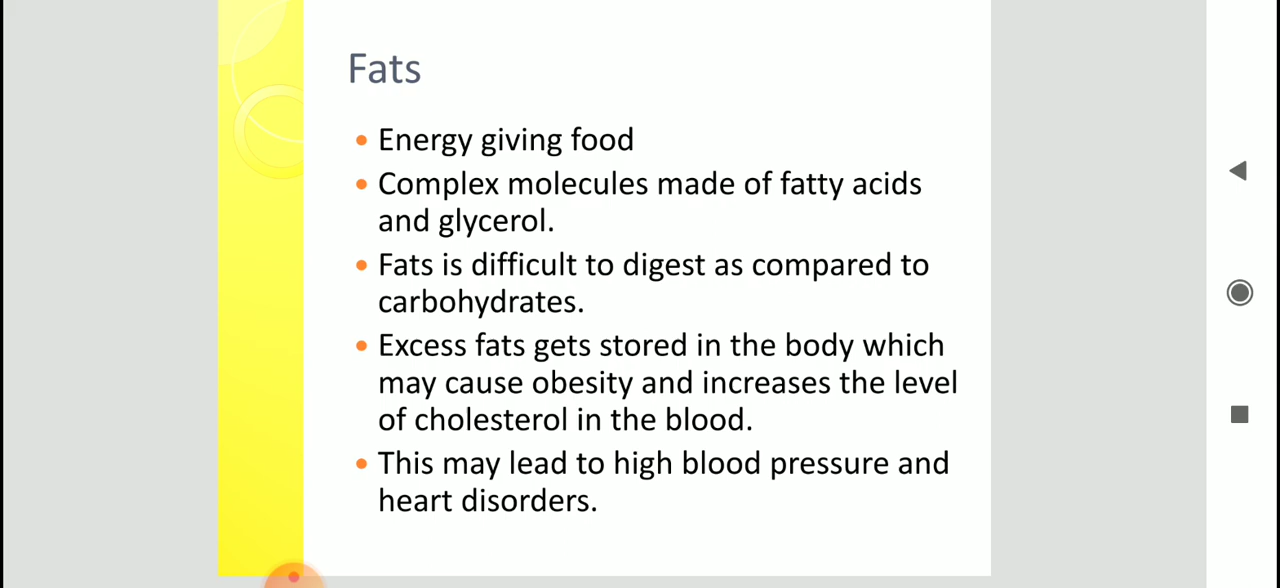 Fats
• Energy giving food
• Complex molecules made of fatty acids
and glycerol.
• Fats is difficult to digest as compared to
carbohydrates.
• Excess fats gets stored in the body which
may cause obesity and increases the level
of cholesterol in the blood.
• This may lead to high blood pressure and
heart disorders.